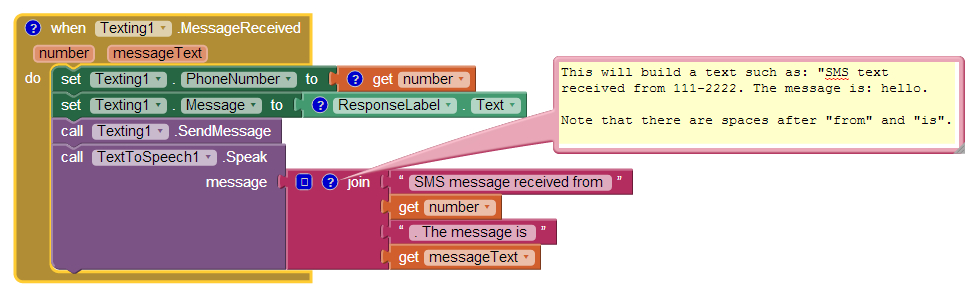 ? when Texting1 .MessageReceived
number messageText
do set Texting1 . PhoneNumber to ? get number
set Texting1 . Message to ? ResponseLabel . Text
call Texting1 .SendMessage
call TextToSpeech1 .Speak
message ? join “ SMS message received from ”
get number
“ . The message is ”
get messageText
This will build a text such as: "SMS text
received from 111-2222. The message is: hello.
Note that there are spaces after "from" and "is".